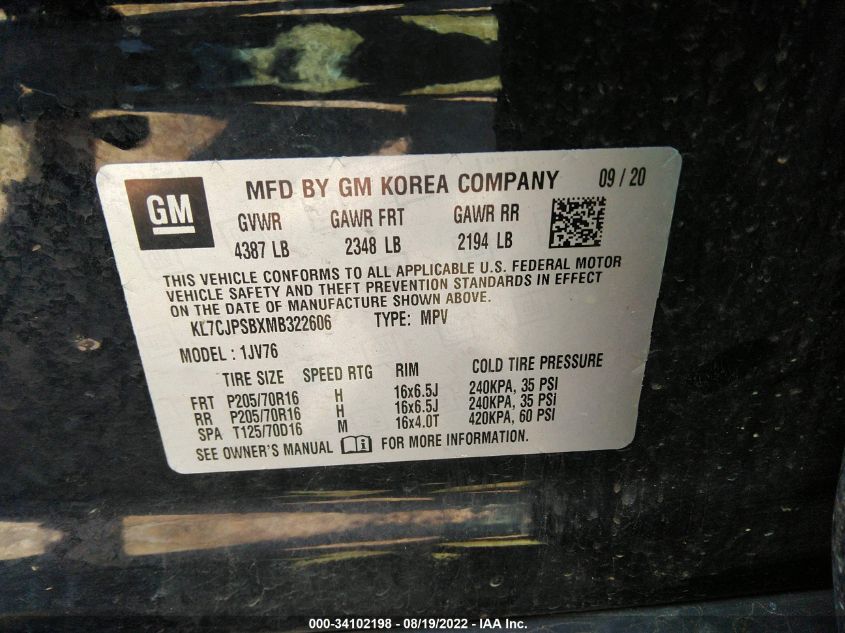 GM
MFD BY GM KOREA COMPANY 09 / 20
GVWR GAWR FRT GAWR RR
4387 LB 2348 LB 2194 LB
THIS VEHICLE CONFORMS TO ALL APPLICABLE U.S. FEDERAL MOTOR
VEHICLE SAFETY AND THEFT PREVENTION STANDARDS IN EFFECT
ON THE DATE OF MANUFACTURE SHOWN ABOVE.
KL7CJPSBXMB322606 TYPE: MPV
MODEL : 1JV76
TIRE SIZE SPEED RTG RIM COLD TIRE PRESSURE
FRT P205/70R16 H 16x6.5J 240KPA, 35 PSI
RR P205/70R16 H 16x6.5J 240KPA, 35 PSI
SPA T125/70D16 M 16x4.0T 420KPA, 60 PSI
SEE OWNER'S MANUAL FOR MORE INFORMATION.
000-34102198 - 08/19/2022 - IAA Inc.